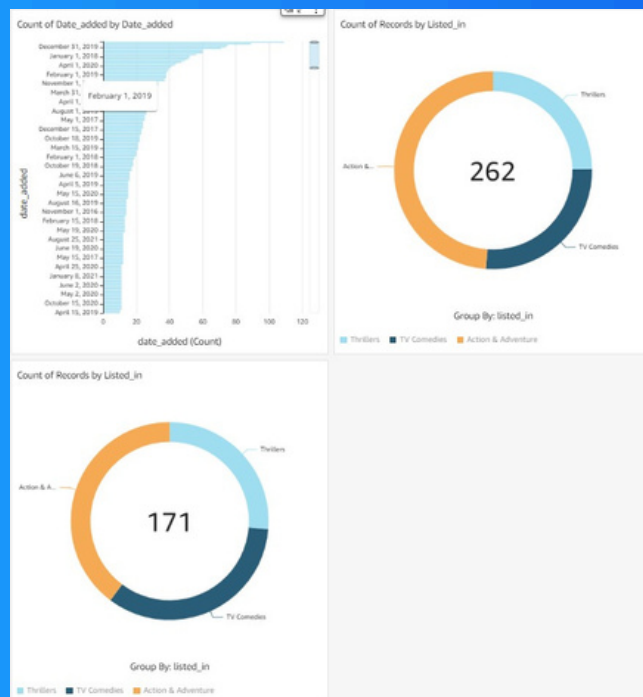 Count of Date_added by Date_added
date_added
December 31, 2019
January 1, 2018
April 1, 2020
February 1, 2019
November 1,
March 31,
April 1,
August 1,
May 1, 2017
December 15, 2017
October 18, 2019
March 15, 2019
February 1, 2018
October 19, 2018
June 6, 2019
April 5, 2019
May 15, 2020
August 16, 2019
November 1, 2016
February 15, 2018
May 19, 2020
August 25, 2021
June 19, 2020
May 15, 2017
April 25, 2020
January 8, 2021
June 2, 2020
May 2, 2020
October 15, 2020
April 15, 2019
February 1, 2019
0 20 40 60 80 100 120
date_added (Count)
Count of Records by Listed_in
Thrillers
Action &...
262
TV Comedies
Group By: listed_in
Thrillers TV Comedies Action & Adventure
Count of Records by Listed_in
Thrillers
Action & A...
171
TV Comedies
Group By: listed_in
Thrillers TV Comedies Action & Adventure